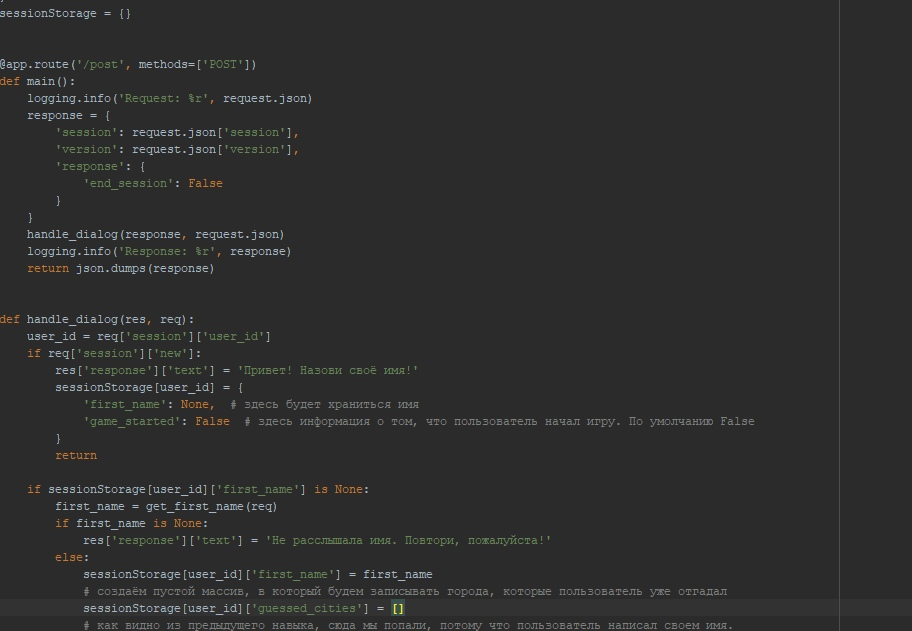 sessionStorage = {}
@app.route('/post', methods=['POST'])
def main():
    logging.info('Request: %r', request.json)
    response = {
        'session': request.json['session'],
        'version': request.json['version'],
        'response': {
            'end_session': False
        }
    }
    handle_dialog(response, request.json)
    logging.info('Response: %r', response)
    return json.dumps(response)
def handle_dialog(res, req):
    user_id = req['session']['user_id']
    if req['session']['new']:
        res['response']['text'] = 'Привет! Назови своё имя!'
        sessionStorage[user_id] = {
            'first_name': None,  # здесь будет храниться имя
            'game_started': False  # здесь информация о том, что пользователь начал игру. По умолчанию False
        }
        return
    if sessionStorage[user_id]['first_name'] is None:
        first_name = get_first_name(req)
        if first_name is None:
            res['response']['text'] = 'Не расслышала имя. Повтори, пожалуйста!'
        else:
            sessionStorage[user_id]['first_name'] = first_name
            # создаём пустой массив, в который будем записывать города, которые пользователь уже отгадал
            sessionStorage[user_id]['guessed_cities'] = []
            # как видно из предыдущего навыка, сюда мы попали, потому что пользователь написал своем имя.